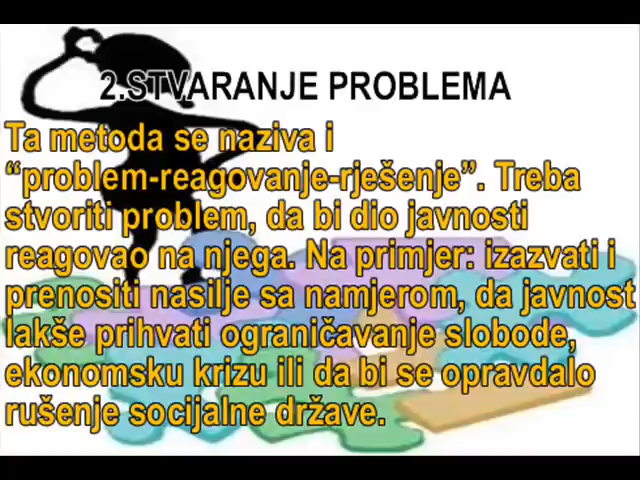 2.STVARANJE PROBLEMA
Ta metoda se naziva i
“problem-reagovanje-rješenje”. Treba
stvoriti problem, da bi dio javnosti
reagovao na njega. Na primjer: izazvati i
prenositi nasilje sa namjerom, da javnost
lakše prihvati ograničavanje slobode,
ekonomsku krizu ili da bi se opravdalo
rušenje socijalne države.